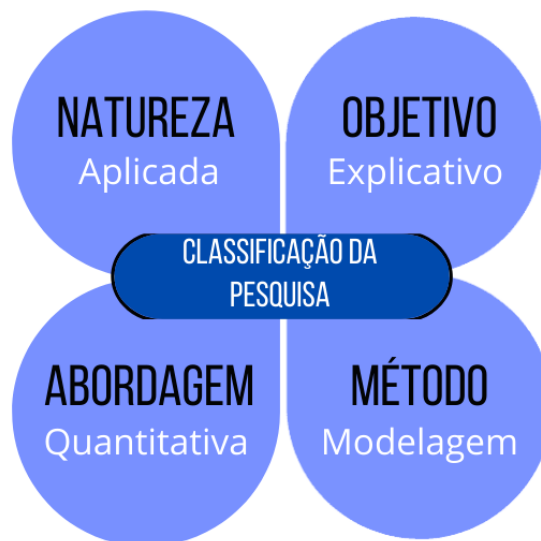 NATUREZA
Aplicada
OBJETIVO
Explicativo
CLASSIFICAÇÃO DA
PESQUISA
ABORDAGEM
Quantitativa
MÉTODO
Modelagem